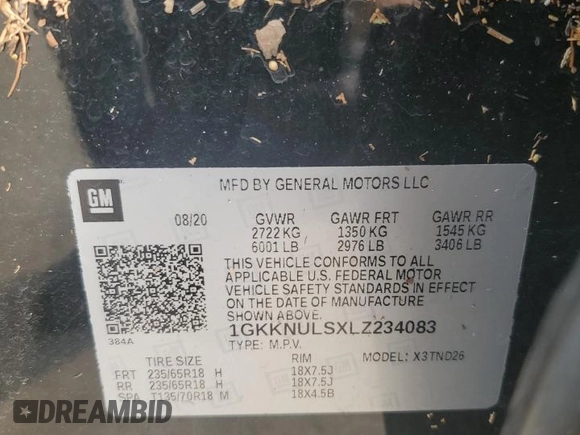 MFD BY GENERAL MOTORS LLC
GM
08/20 GVWR GAWR FRT GAWR RR
2722 KG 1350 KG 1545 KG
6001 LB 2976 LB 3406 LB
THIS VEHICLE CONFORMS TO ALL
APPLICABLE U.S. FEDERAL MOTOR
VEHICLE SAFETY STANDARDS IN EFFECT
ON THE DATE OF MANUFACTURE
SHOWN ABOVE.
384A
1GKKNULSXLZ234083
TYPE: M.P.V. MODEL: X3TND26
TIRE SIZE RIM
FRT 235/65R18 H 18X7.5J
RR 235/65R18 H 18X7.5J
SPA T135/70R18 M 18X4.5B
DREAMBID